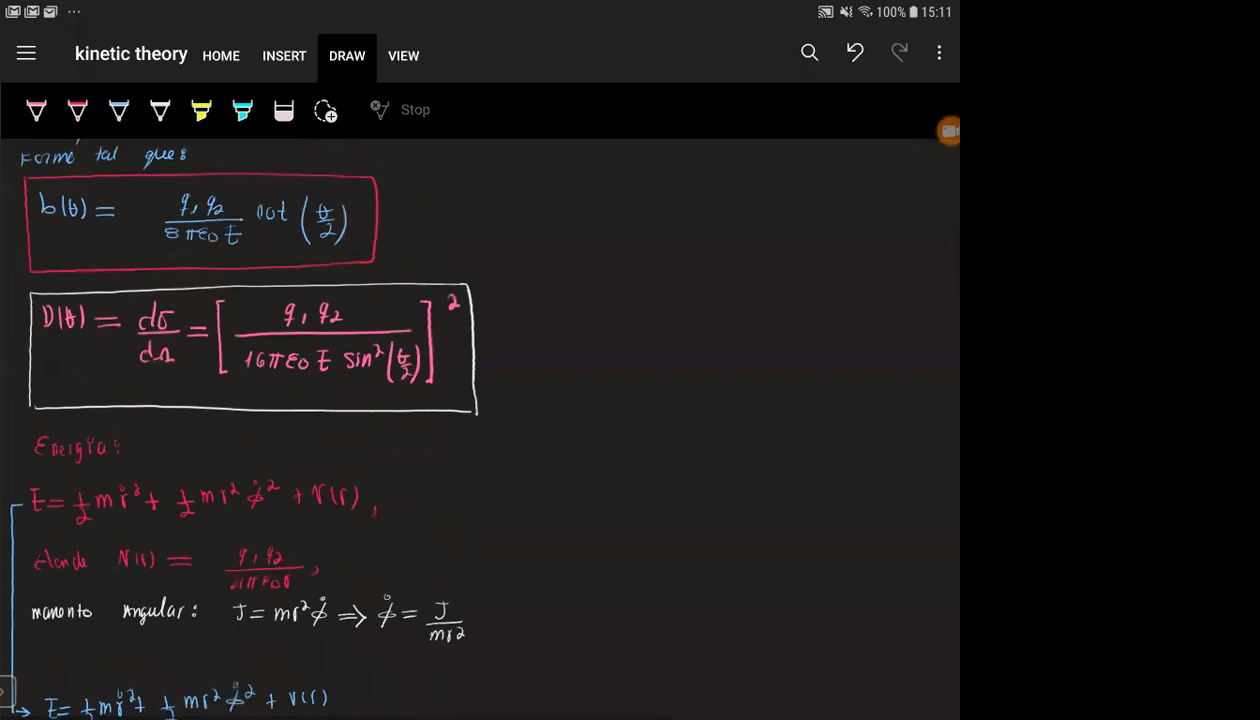 100% 15:11
kinetic theory HOME INSERT DRAW VIEW
Stop
Forma tal que:
b(θ) = q₁q₂ / 8πε₀E cot (θ/2)
D(θ) = dσ/dΩ = [q₁q₂ / 16πε₀E sin²(θ/2)]²
Energía:
E = ½mṙ² + ½mr²φ̇² + V(r),
donde V(r) = q₁q₂ / 4πε₀r,
momento Angular: J = mr²φ̇ ⇒ φ̇ = J / mr²
→ E = ½mṙ² + ½mr²φ̇² + V(r)